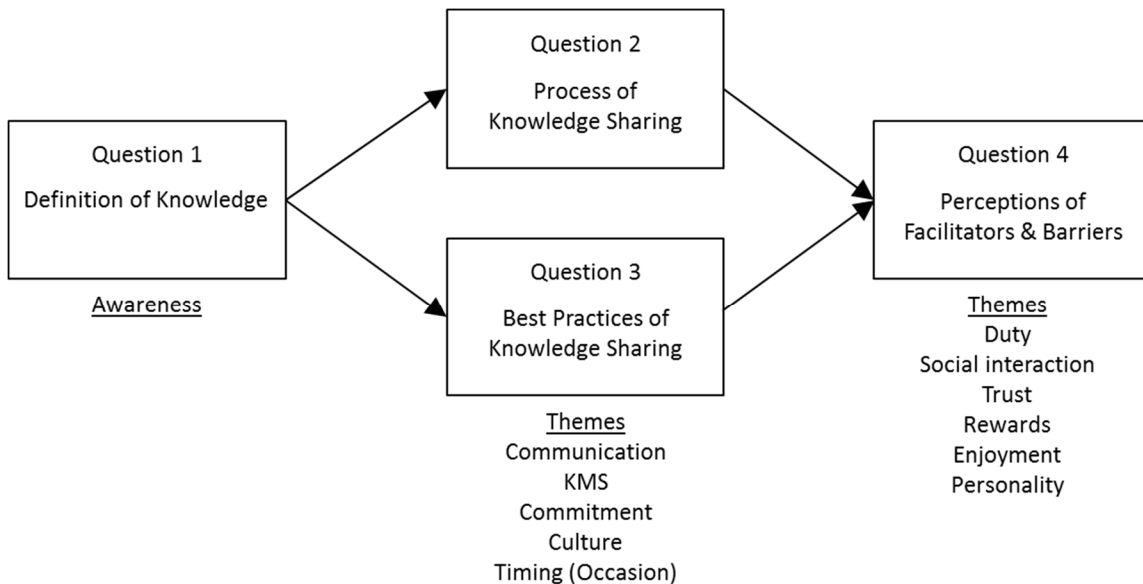 Question 1
Definition of Knowledge
Awareness
Question 2
Process of
Knowledge Sharing
Question 3
Best Practices of
Knowledge Sharing
Themes
Communication
KMS
Commitment
Culture
Timing (Occasion)
Question 4
Perceptions of
Facilitators & Barriers
Themes
Duty
Social interaction
Trust
Rewards
Enjoyment
Personality